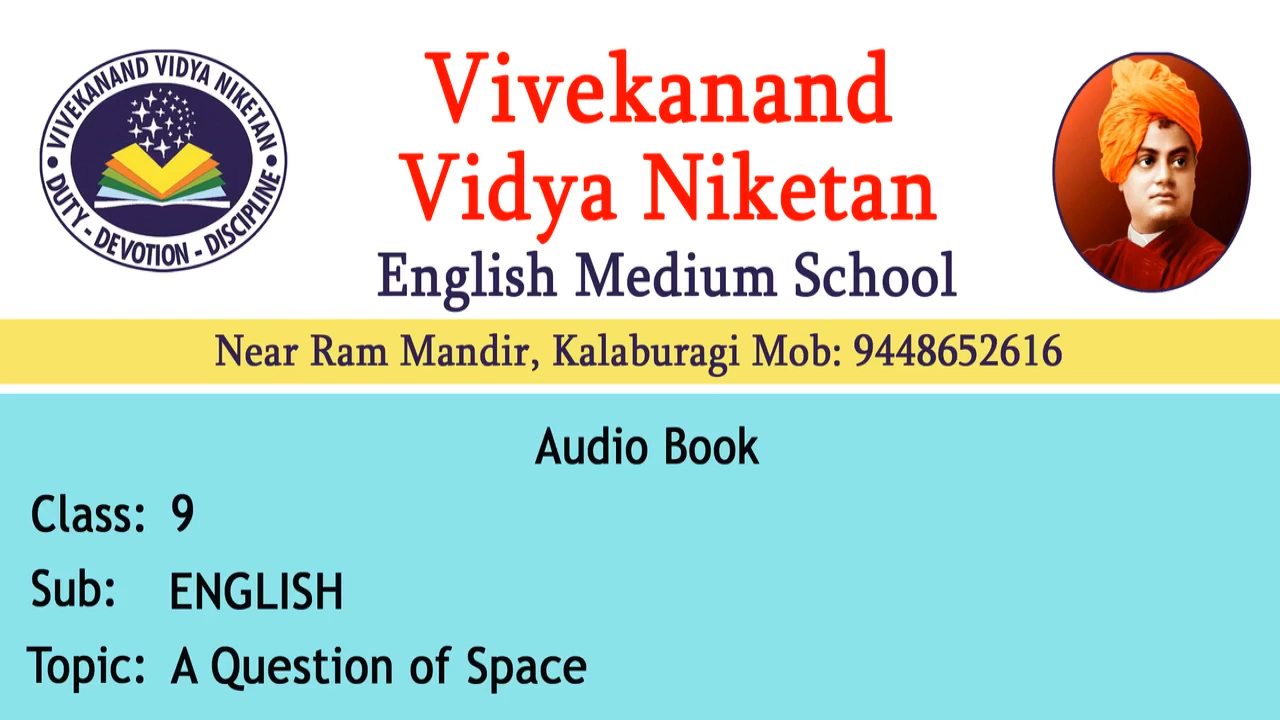 VIVEKANAND VIDYA NIKETAN
DUTY - DEVOTION - DISCIPLINE
Vivekanand
Vidya Niketan
English Medium School
Near Ram Mandir, Kalaburagi Mob: 9448652616
Audio Book
Class: 9
Sub: ENGLISH
Topic: A Question of Space